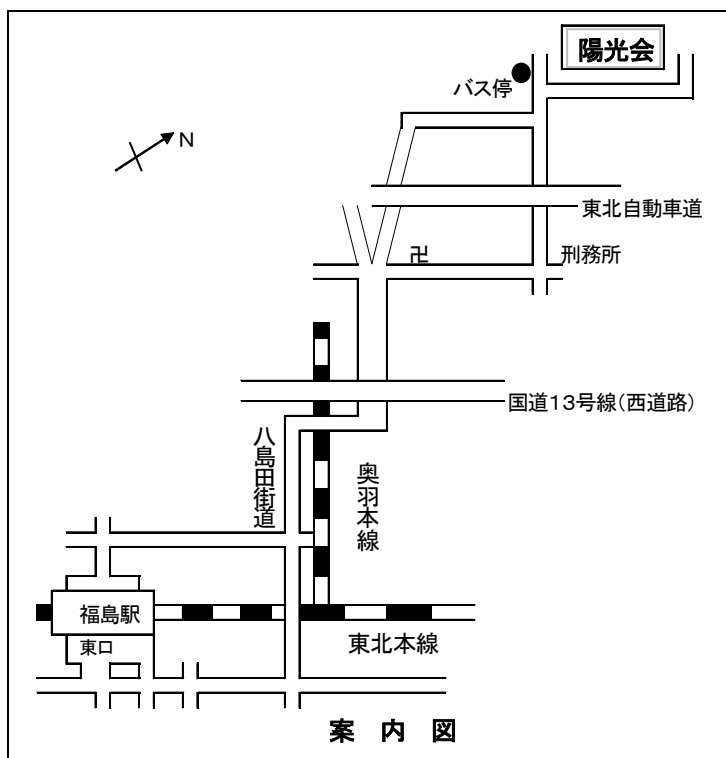 陽光会
バス停
N
東北自動車道
卍
刑務所
国道13号線(西道路)
八島田街道
奥羽本線
福島駅
東口
東北本線
案 内 図